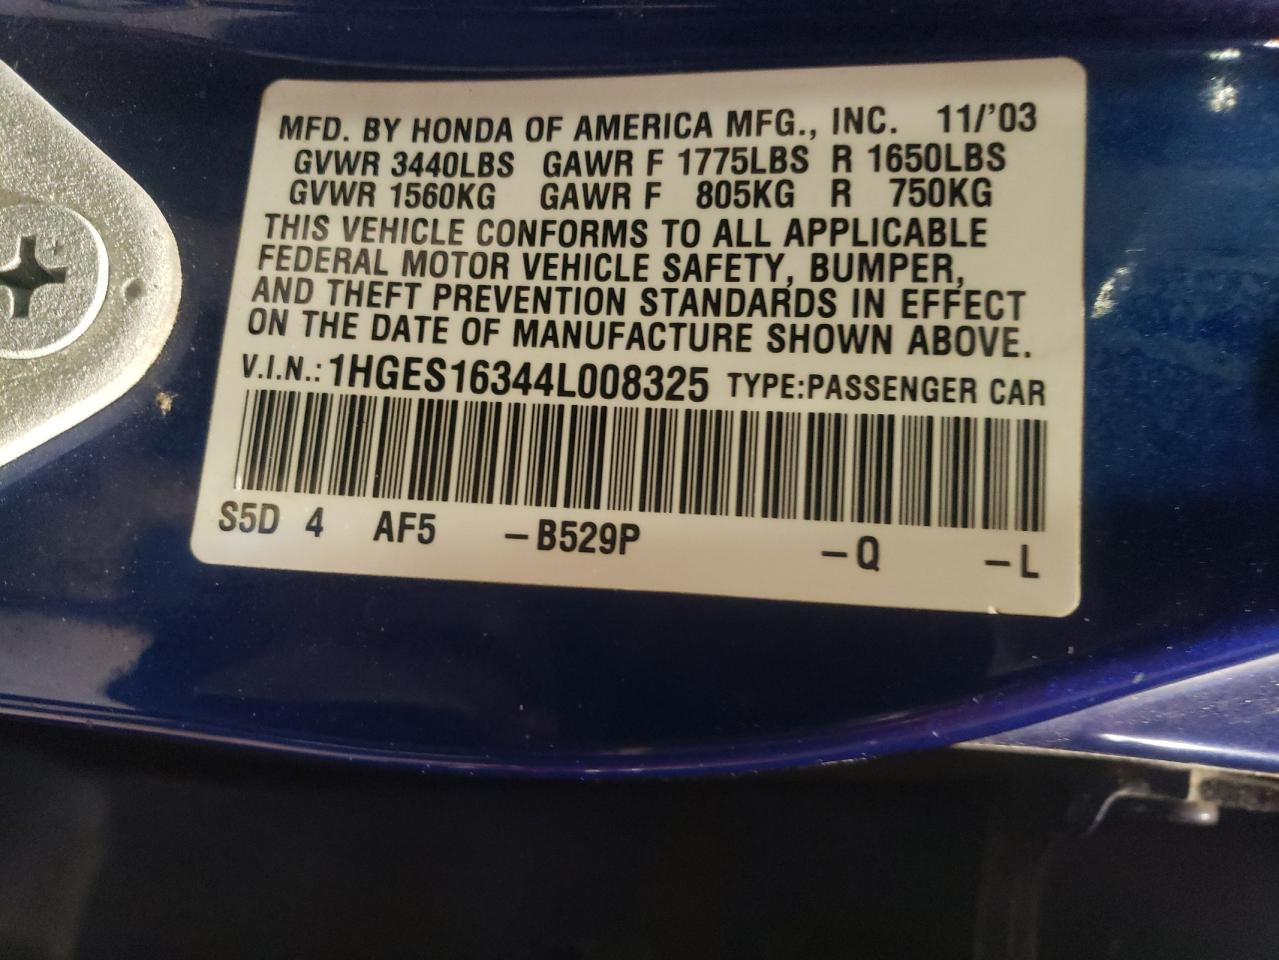 MFD. BY HONDA OF AMERICA MFG., INC. 11/'03
GVWR 3440LBS GAWR F 1775LBS R 1650LBS
GVWR 1560KG GAWR F 805KG R 750KG
THIS VEHICLE CONFORMS TO ALL APPLICABLE
FEDERAL MOTOR VEHICLE SAFETY, BUMPER,
AND THEFT PREVENTION STANDARDS IN EFFECT
ON THE DATE OF MANUFACTURE SHOWN ABOVE.
V.I.N.: 1HGES16344L008325 TYPE:PASSENGER CAR
S5D 4 AF5 –B529P –Q –L